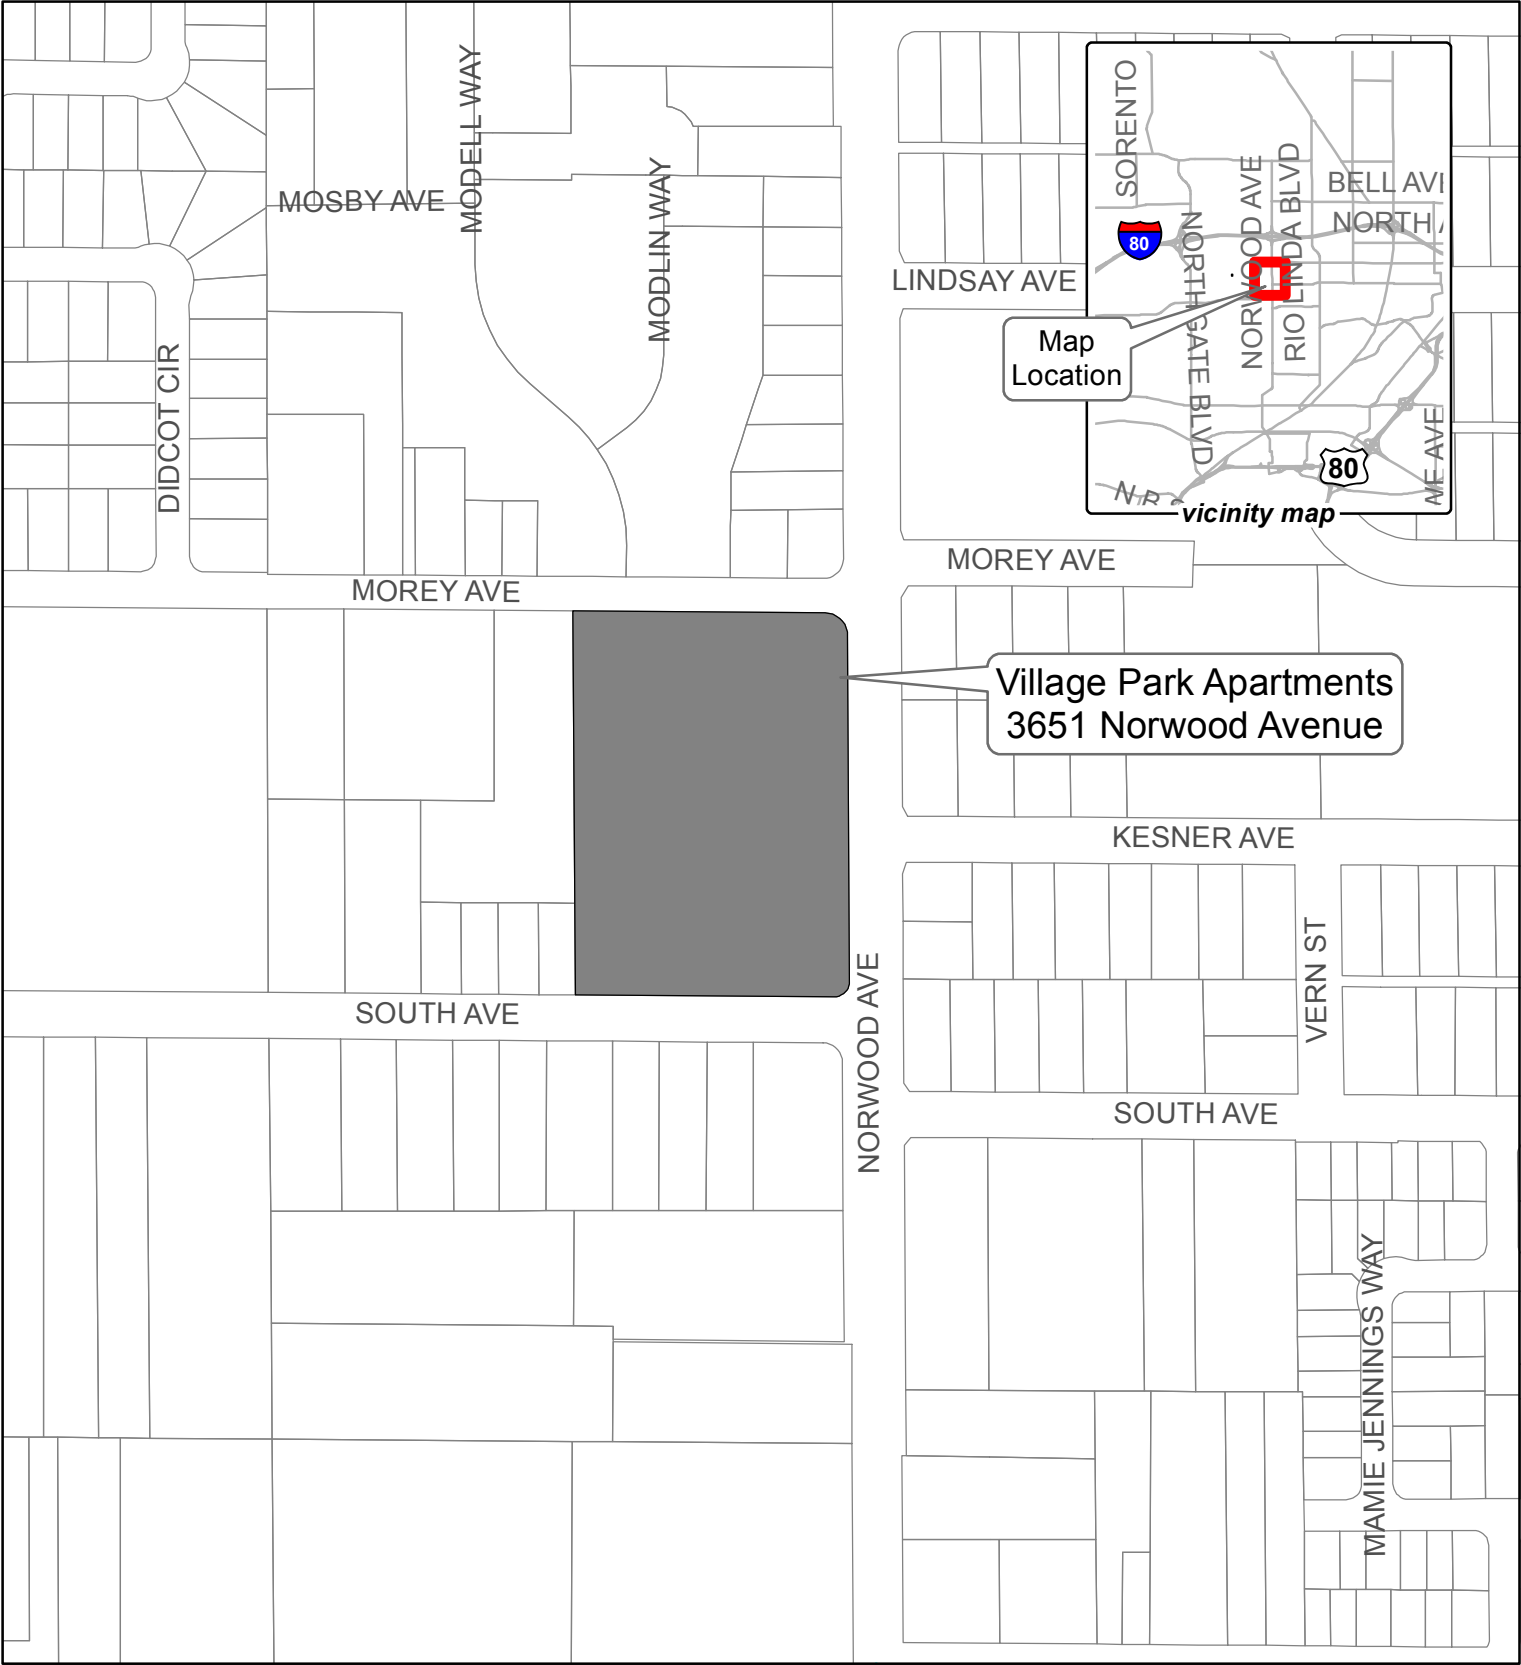 MODELL WAY
MOSBY AVE
MODLIN WAY
DIDCOT CIR
LINDSAY AVE
SORENTO
NORWOOD AVE
RIO LINDA BLVD
BELL AVE
NORTH A
80
NORTHGATE BLVD
Map
Location
80
vicinity map
MOREY AVE
MOREY AVE
Village Park Apartments
3651 Norwood Avenue
KESNER AVE
VERN ST
NORWOOD AVE
SOUTH AVE
SOUTH AVE
MAMIE JENNINGS WAY